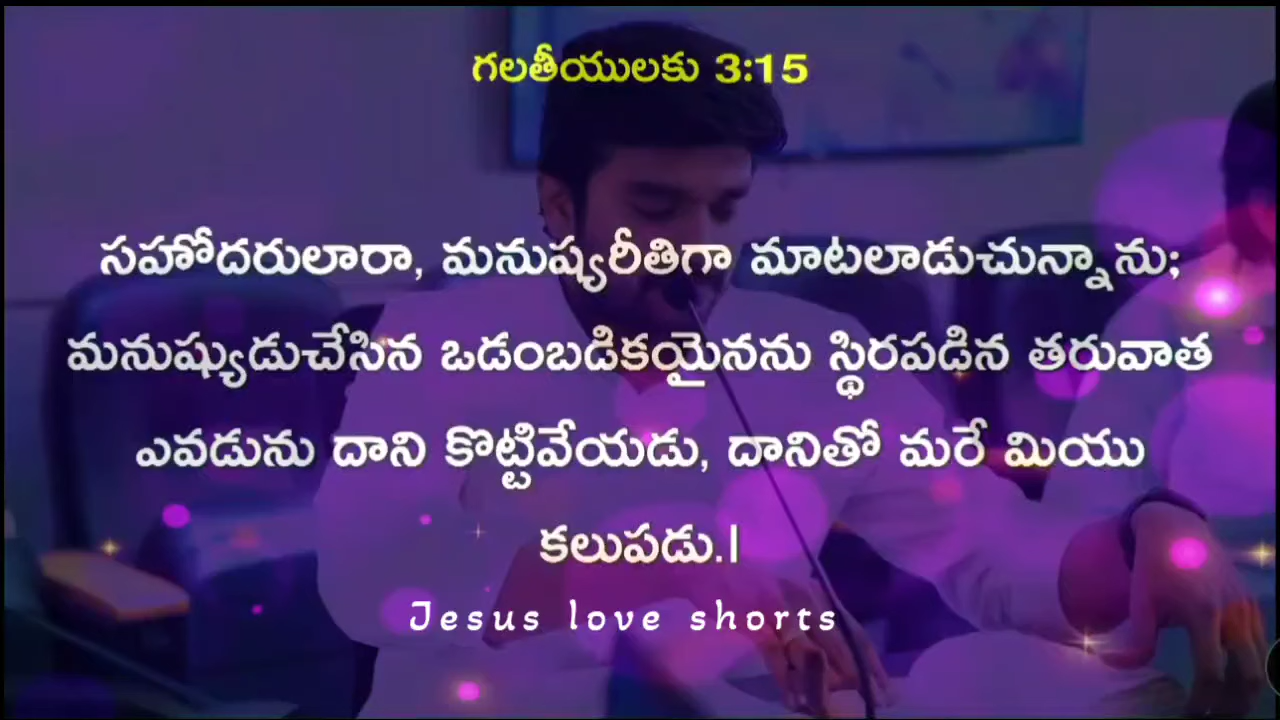 గలతీయులకు 3:15
సహోదరులారా, మనుష్యరీతిగా మాటలాడుచున్నాను;
మనుష్యుడుచేసిన ఒడంబడికయైనను స్థిరపడిన తరువాత
ఎవడును దాని కొట్టివేయడు, దానితో మరే మియు
కలుపడు.|
Jesus love shorts